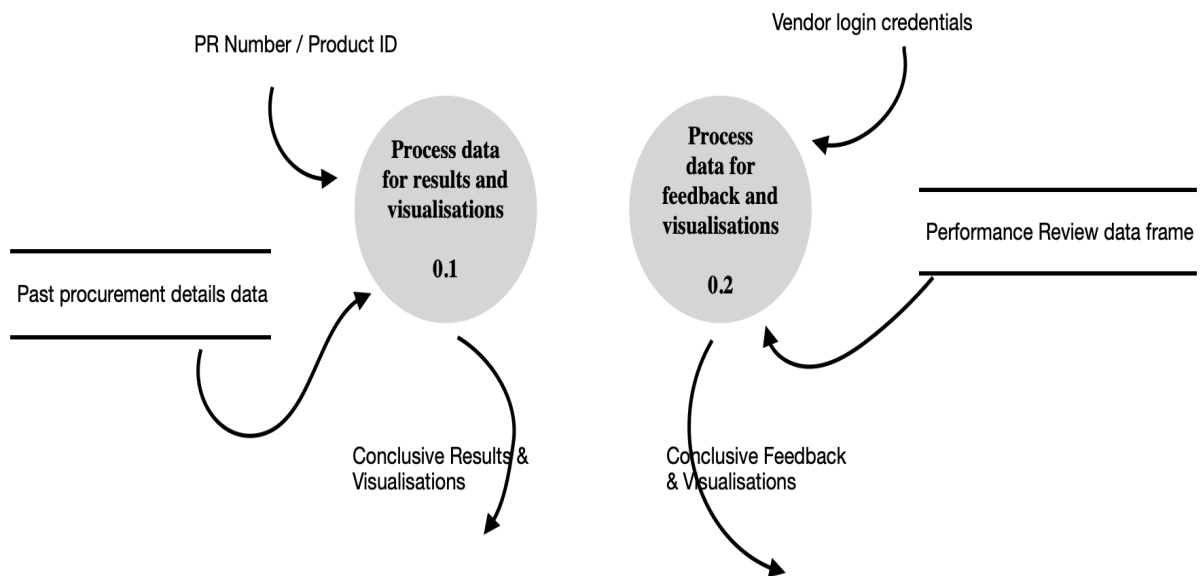 PR Number / Product ID
Vendor login credentials
Process data
for results and
visualisations
0.1
Process
data for
feedback and
visualisations
0.2
Past procurement details data
Performance Review data frame
Conclusive Results &
Visualisations
Conclusive Feedback
& Visualisations